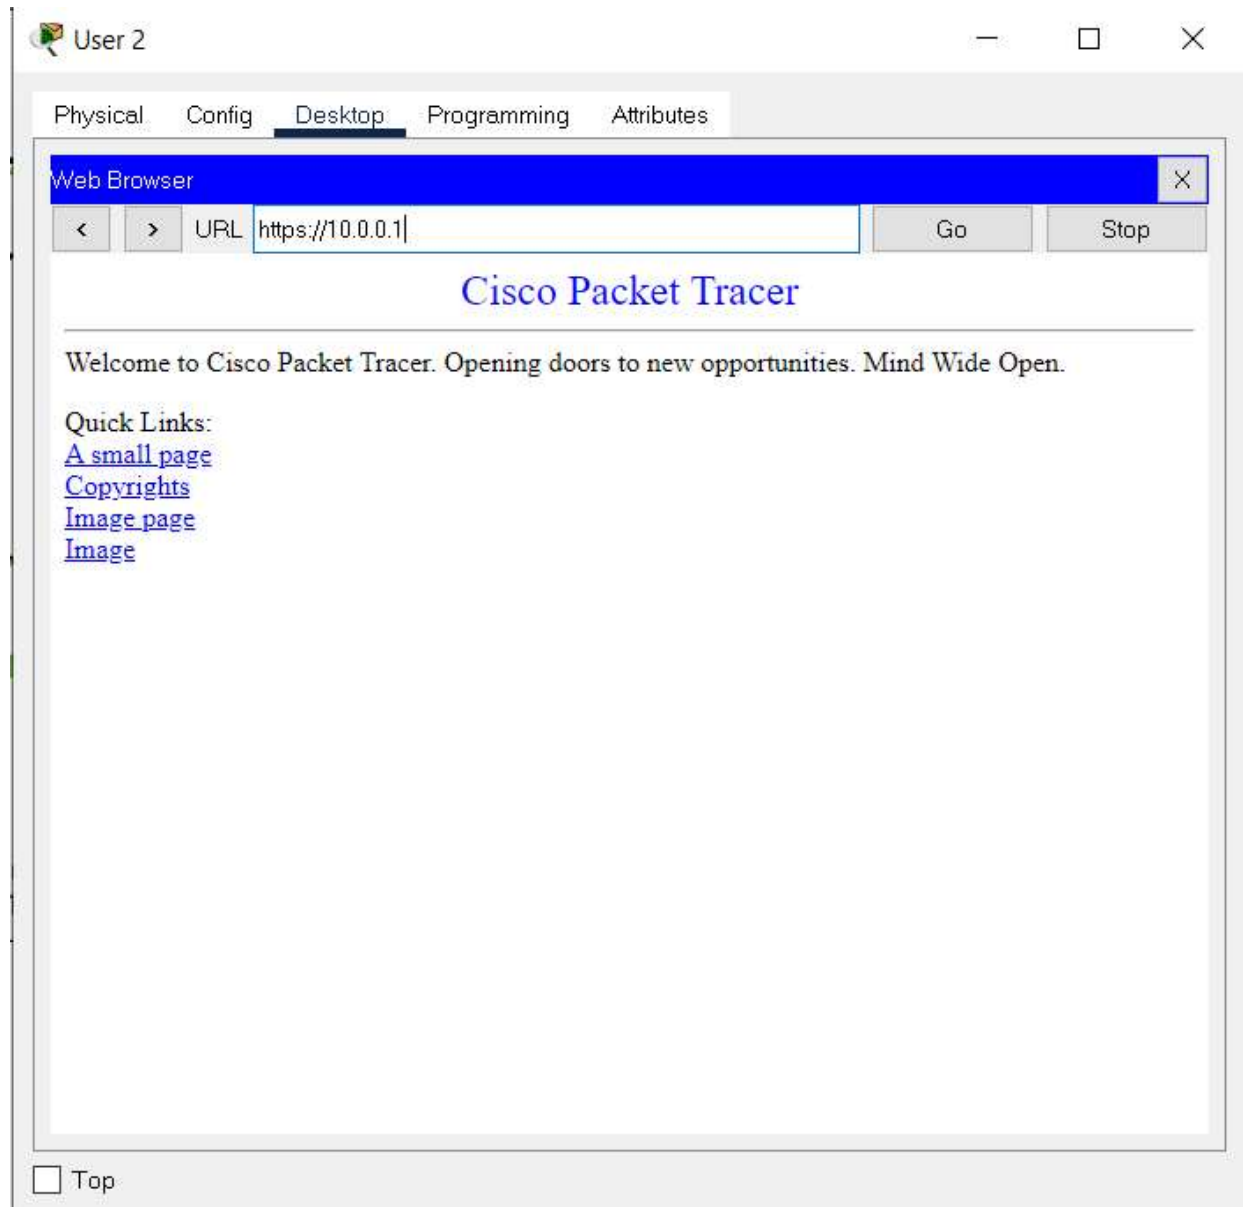 User 2
Physical Config Desktop Programming Attributes
Web Browser X
< > URL https://10.0.0.1 Go Stop
Cisco Packet Tracer
Welcome to Cisco Packet Tracer. Opening doors to new opportunities. Mind Wide Open.
Quick Links:
A small page
Copyrights
Image page
Image
Top